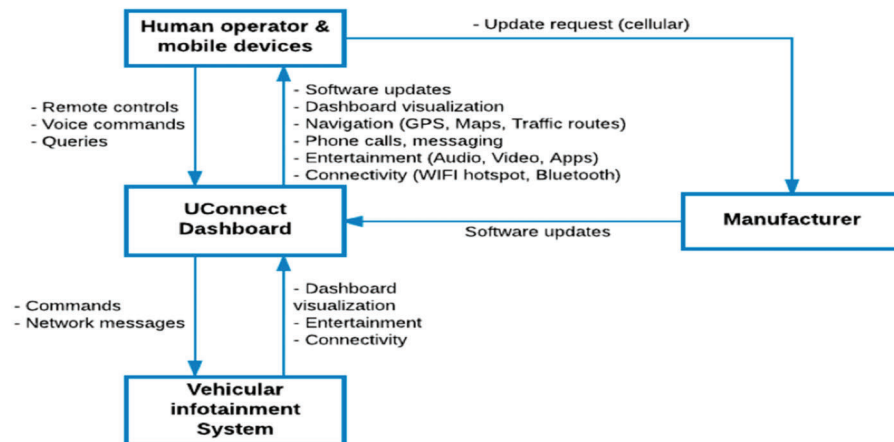 Human operator &
mobile devices
- Update request (cellular)
- Remote controls
- Voice commands
- Queries
- Software updates
- Dashboard visualization
- Navigation (GPS, Maps, Traffic routes)
- Phone calls, messaging
- Entertainment (Audio, Video, Apps)
- Connectivity (WIFI hotspot, Bluetooth)
UConnect
Dashboard
Software updates
Manufacturer
- Commands
- Network messages
- Dashboard
visualization
- Entertainment
- Connectivity
Vehicular
infotainment
System